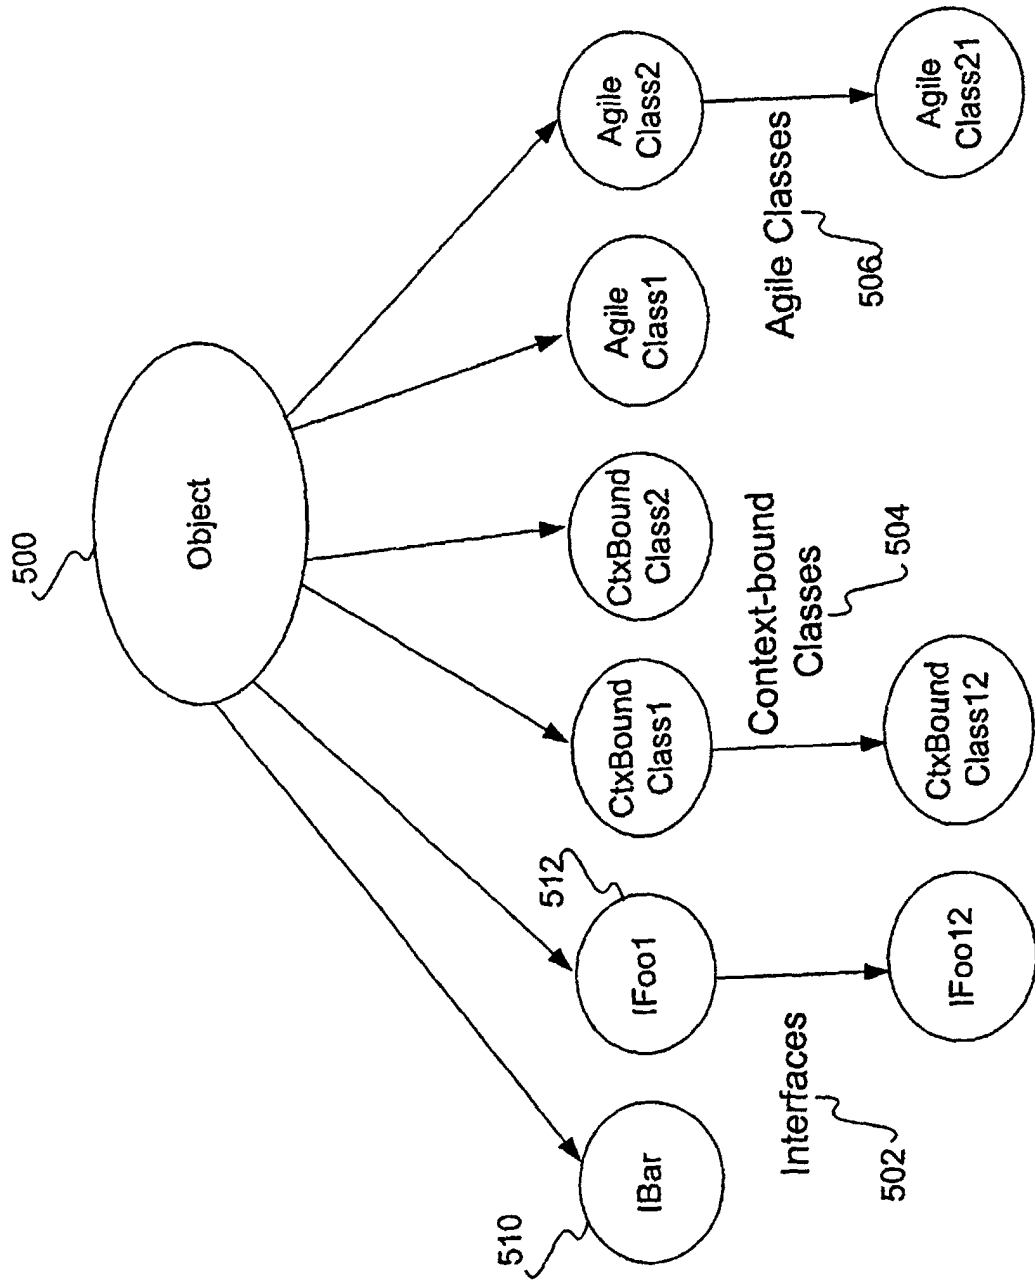 500
Object
510
IBar
512
IFoo1
CtxBound
Class1
CtxBound
Class2
Agile
Class1
Agile
Class2
Interfaces
502
Context-bound
Classes
504
Agile Classes
506
IFoo12
CtxBound
Class12
Agile
Class21